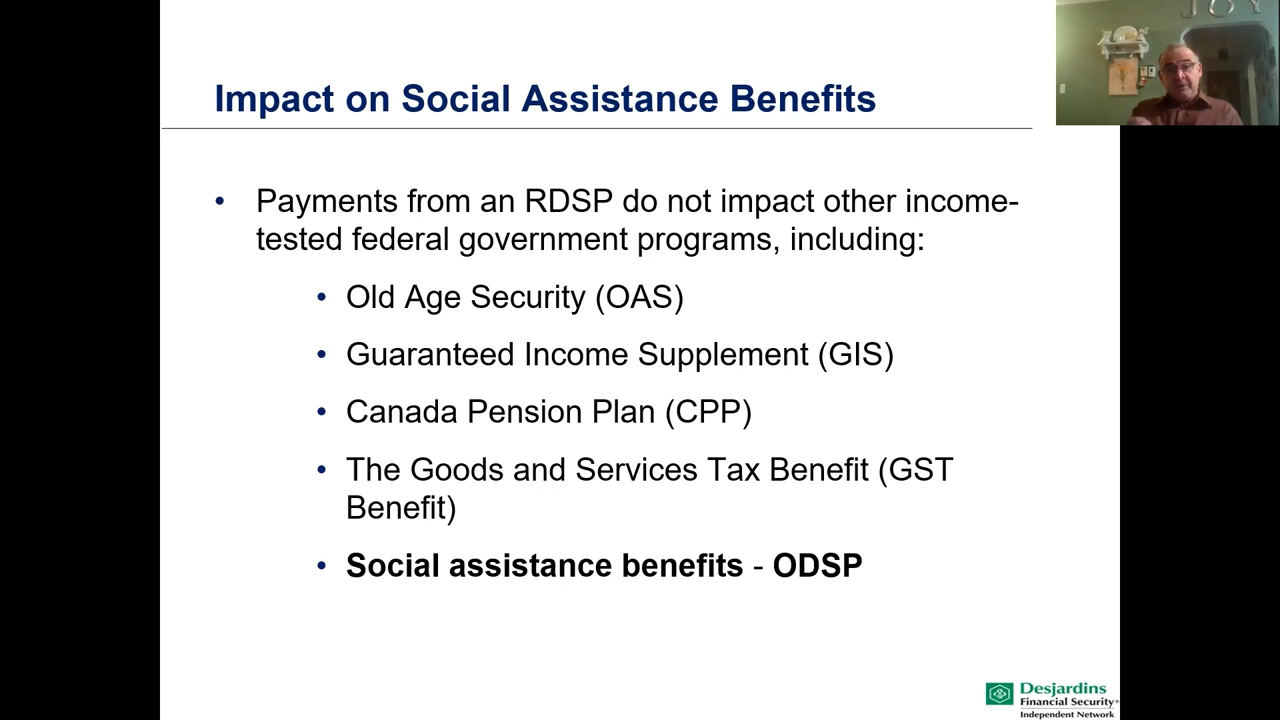 JOY
Impact on Social Assistance Benefits
• Payments from an RDSP do not impact other income-
tested federal government programs, including:
• Old Age Security (OAS)
• Guaranteed Income Supplement (GIS)
• Canada Pension Plan (CPP)
• The Goods and Services Tax Benefit (GST
Benefit)
• Social assistance benefits - ODSP
Desjardins
Financial Security®
Independent Network